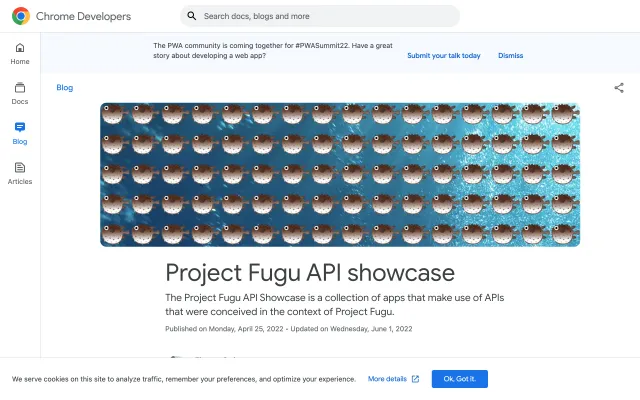 Chrome Developers
Search docs, blogs and more
Home
Docs
Blog
Articles
The PWA community is coming together for #PWASummit22. Have a great
story about developing a web app?
Submit your talk today
Dismiss
Blog
Project Fugu API showcase
The Project Fugu API Showcase is a collection of apps that make use of APIs
that were conceived in the context of Project Fugu.
Published on Monday, April 25, 2022 • Updated on Wednesday, June 1, 2022
We serve cookies on this site to analyze traffic, remember your preferences, and optimize your experience.
More details
Ok, Got it.